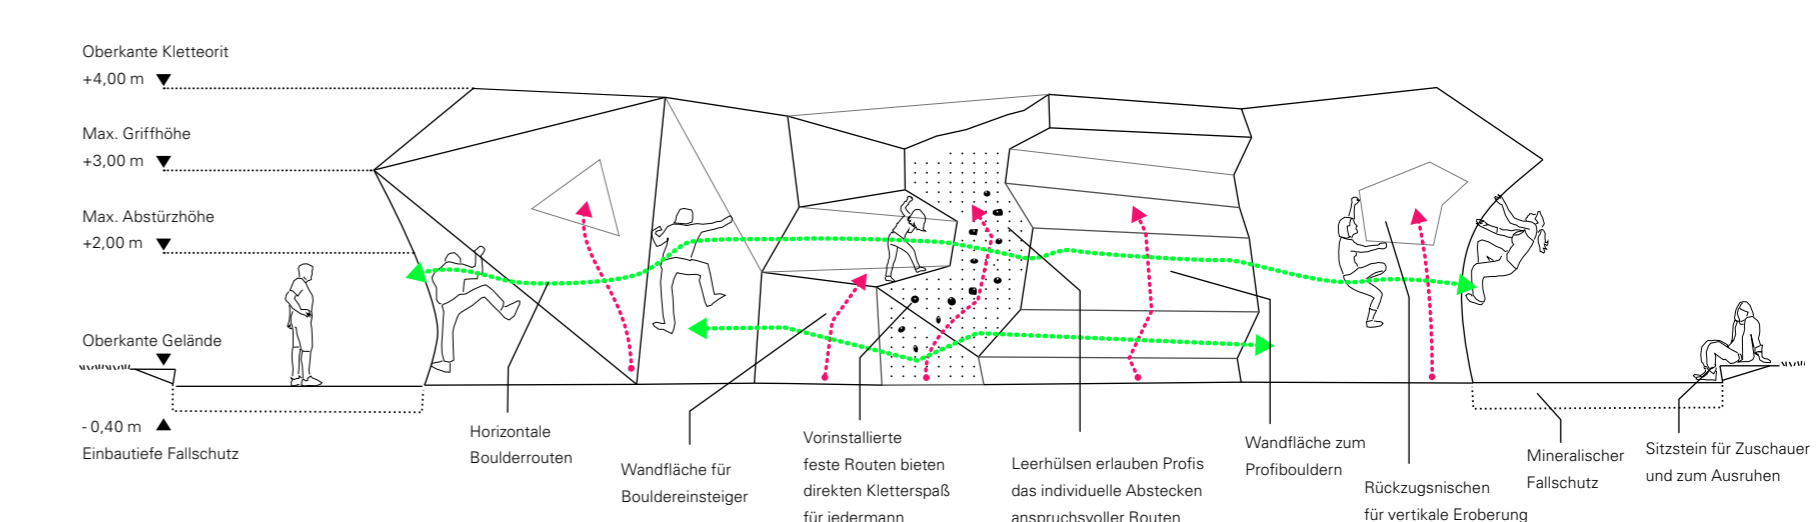 Oberkante Kletteorit
+4,00 m
Max. Griffhöhe
+3,00 m
Max. Abstürzhöhe
+2,00 m
Oberkante Gelände
- 0,40 m
Einbautiefe Fallschutz
Horizontale
Boulderrouten
Wandfläche für
Bouldereinsteiger
Vorinstallierte
feste Routen bieten
direkten Kletterspaß
für jedermann
Leerhülsen erlauben Profis
das individuelle Abstecken
anspruchsvoller Routen
Wandfläche zum
Profibouldern
Rückzugsnischen
für vertikale Eroberung
Mineralischer
Fallschutz
Sitzstein für Zuschauer
und zum Ausruhen